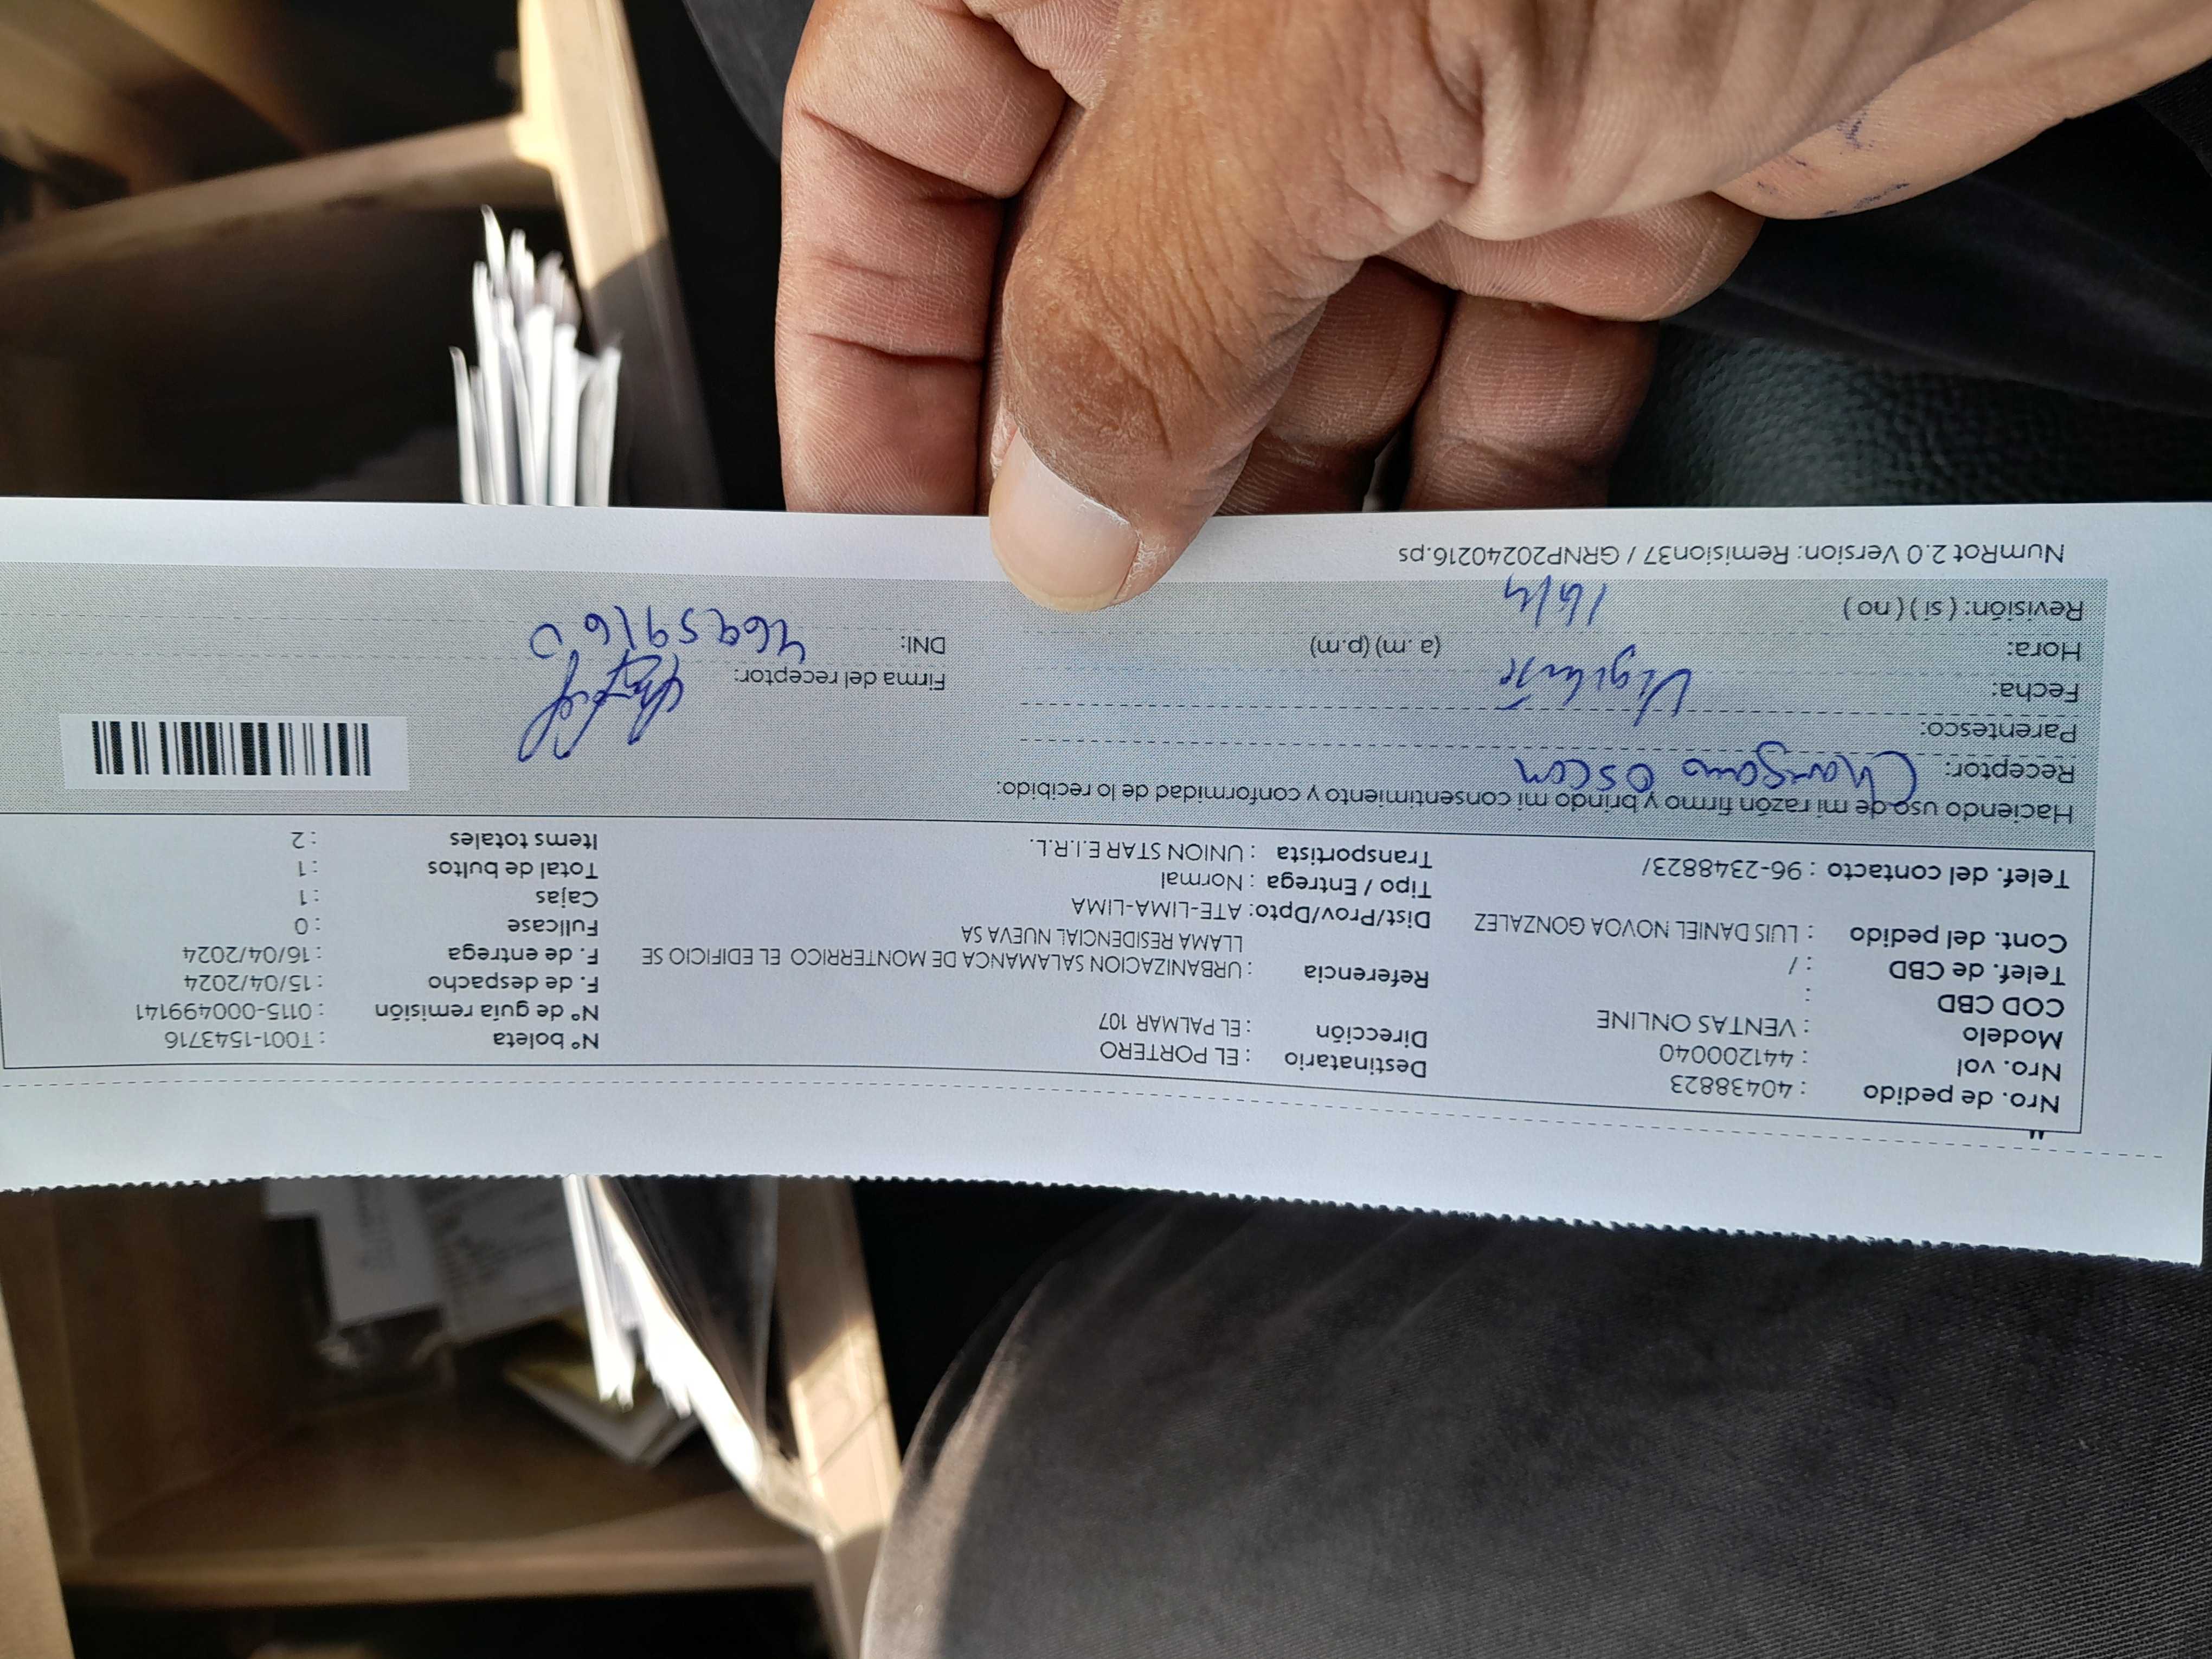 Nro. de pedido : 40438823
Nro. vol : 441200040
Modelo : VENTAS ONLINE
COD CBD :
Telef. de CBD : /
Cont. del pedido : LUIS DANIEL NOVOA GONZALEZ
Telef. del contacto : 96-2348823/
Destinatario : EL PORTERO
Dirección : EL PALMAR 107
Referencia : URBANIZACION SALAMANCA DE MONTERRICO EL EDIFICIO SE
LLAMA RESIDENCIAL NUEVA SA
Dist/Prov/Dpto: ATE-LIMA-LIMA
Tipo / Entrega : Normal
Transportista : UNION STAR E.I.R.L.
N° boleta : T001-1543716
N° de guía remisión : 0115-000499141
F. de despacho : 15/04/2024
F. de entrega : 16/04/2024
Fullcase : 0
Cajas : 1
Total de bultos : 1
Items totales : 2
Haciendo uso de mi razón firmo y brindo mi consentimiento y conformidad de lo recibido:
Receptor:
Parentesco:
Fecha: Vigilante
Hora: (a. m) (p.m)
Revisión: ( si ) ( no ) 16/4
Firma del receptor:
DNI: 46959160
NumRot 2.0 Version: Remision37 / GRNP20240216.ps